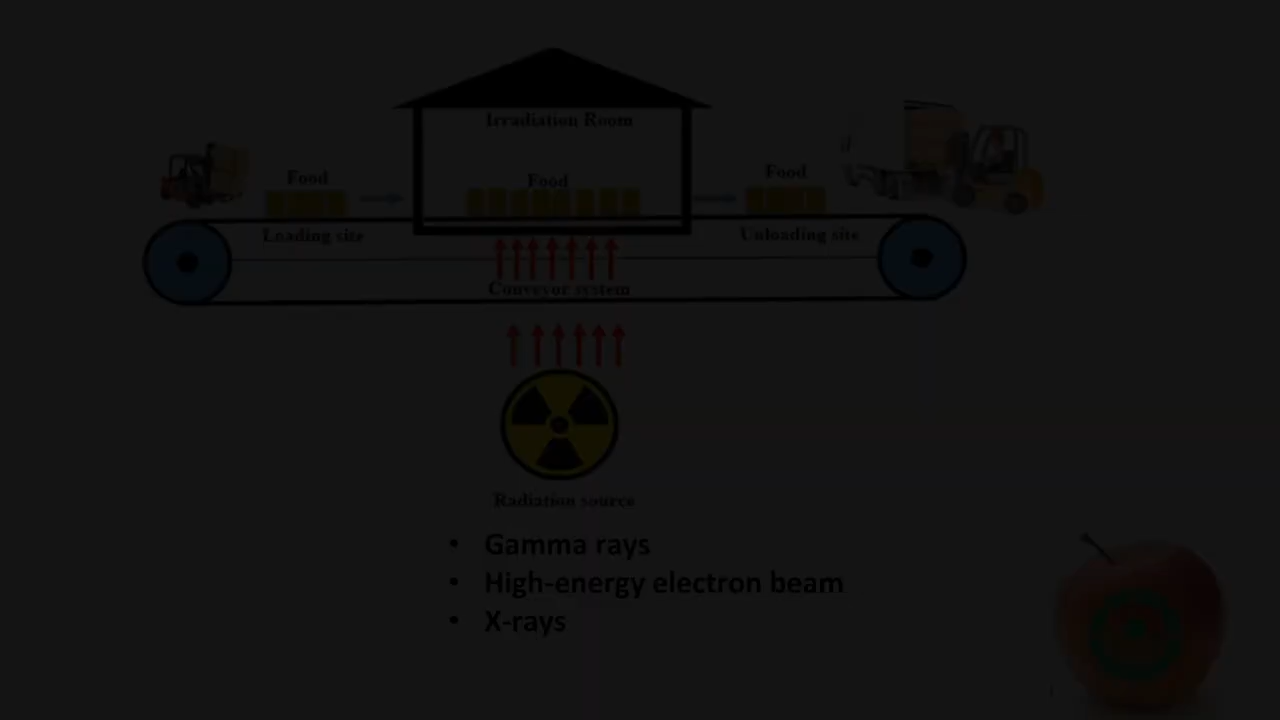 Irradiation Room
Food
Food
Food
Loading site
Unloading site
Conveyor system
Radiation source
• Gamma rays
• High-energy electron beam
• X-rays